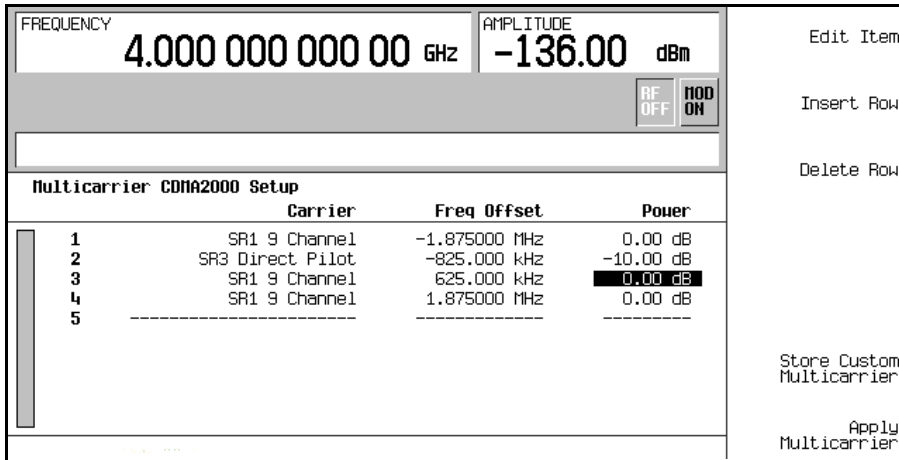 FREQUENCY
4.000 000 000 00 GHz
AMPLITUDE
-136.00 dBm
RF OFF
MOD ON
Multicarrier CDMA2000 Setup
Carrier Freq Offset Power
1 SR1 9 Channel -1.875000 MHz 0.00 dB
2 SR3 Direct Pilot -825.000 kHz -10.00 dB
3 SR1 9 Channel 625.000 kHz 0.00 dB
4 SR1 9 Channel 1.875000 MHz 0.00 dB
5 ---------------------- ------------- ---------
Edit Item
Insert Row
Delete Row
Store Custom
Multicarrier
Apply
Multicarrier